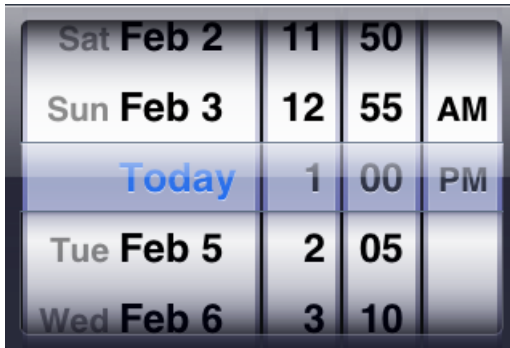 Sat Feb 2 11 50
Sun Feb 3 12 55 AM
Today 1 00 PM
Tue Feb 5 2 05
Wed Feb 6 3 10